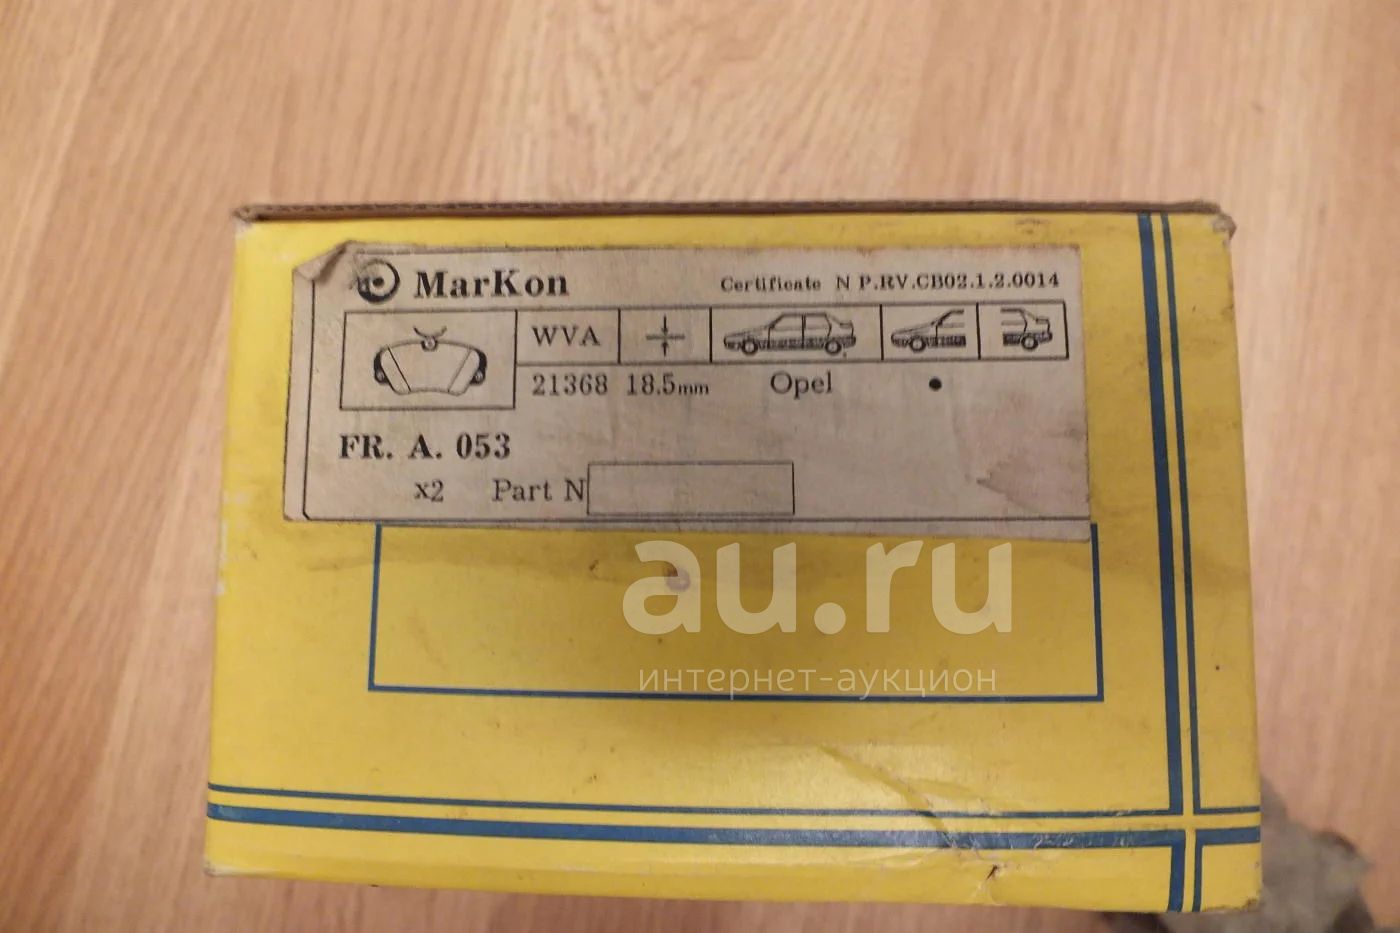 MarKon
Certificate N P.RV.CB02.1.2.0014
WVA
21368 18.5mm Opel
FR. A. 053
x2 Part N
au.ru
интернет-аукцион